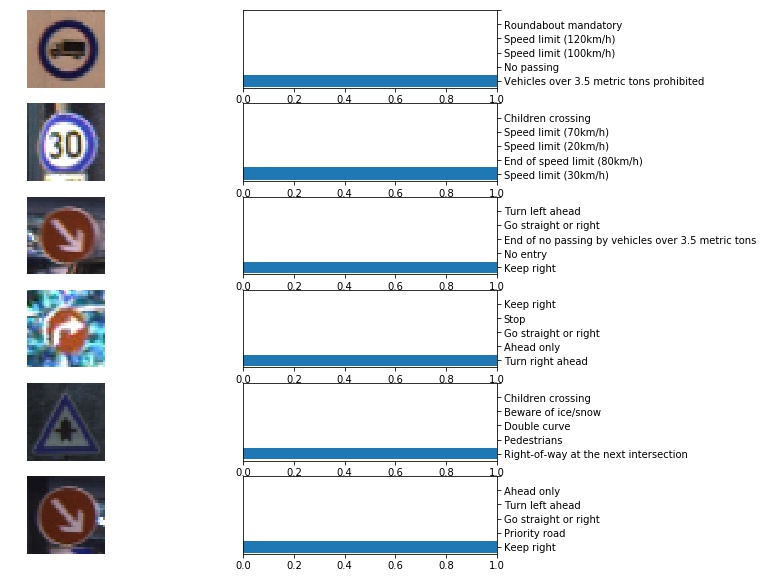 Roundabout mandatory
Speed limit (120km/h)
Speed limit (100km/h)
No passing
Vehicles over 3.5 metric tons prohibited
0.0 0.2 0.4 0.6 0.8 1.0
30
Children crossing
Speed limit (70km/h)
Speed limit (20km/h)
End of speed limit (80km/h)
Speed limit (30km/h)
0.0 0.2 0.4 0.6 0.8 1.0
Turn left ahead
Go straight or right
End of no passing by vehicles over 3.5 metric tons
No entry
Keep right
0.0 0.2 0.4 0.6 0.8 1.0
Keep right
Stop
Go straight or right
Ahead only
Turn right ahead
0.0 0.2 0.4 0.6 0.8 1.0
Children crossing
Beware of ice/snow
Double curve
Pedestrians
Right-of-way at the next intersection
0.0 0.2 0.4 0.6 0.8 1.0
Ahead only
Turn left ahead
Go straight or right
Priority road
Keep right
0.0 0.2 0.4 0.6 0.8 1.0